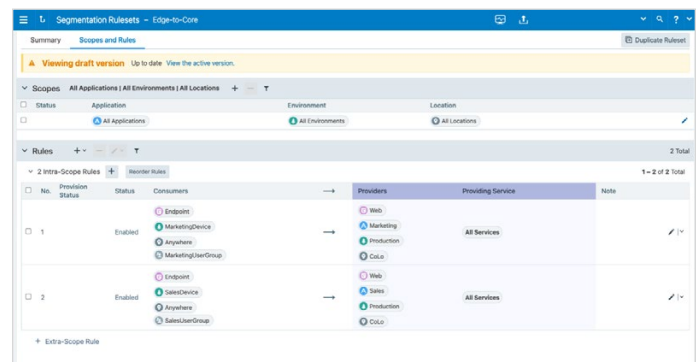 Segmentation Rulesets – Edge-to-Core
Summary Scopes and Rules Duplicate Ruleset
Viewing draft version Up to date View the active version.
Scopes All Applications | All Environments | All Locations
Status Application Environment Location
All Applications All Environments All Locations
Rules 2 Total
2 Intra-Scope Rules Reorder Rules 1 – 2 of 2 Total
No. Provision Status Status Consumers → Providers Providing Service Note
1 Enabled Endpoint MarketingDevice Anywhere MarketingUserGroup → Web Marketing Production CoLo All Services
2 Enabled Endpoint SalesDevice Anywhere SalesUserGroup → Web Sales Production CoLo All Services
+ Extra-Scope Rule